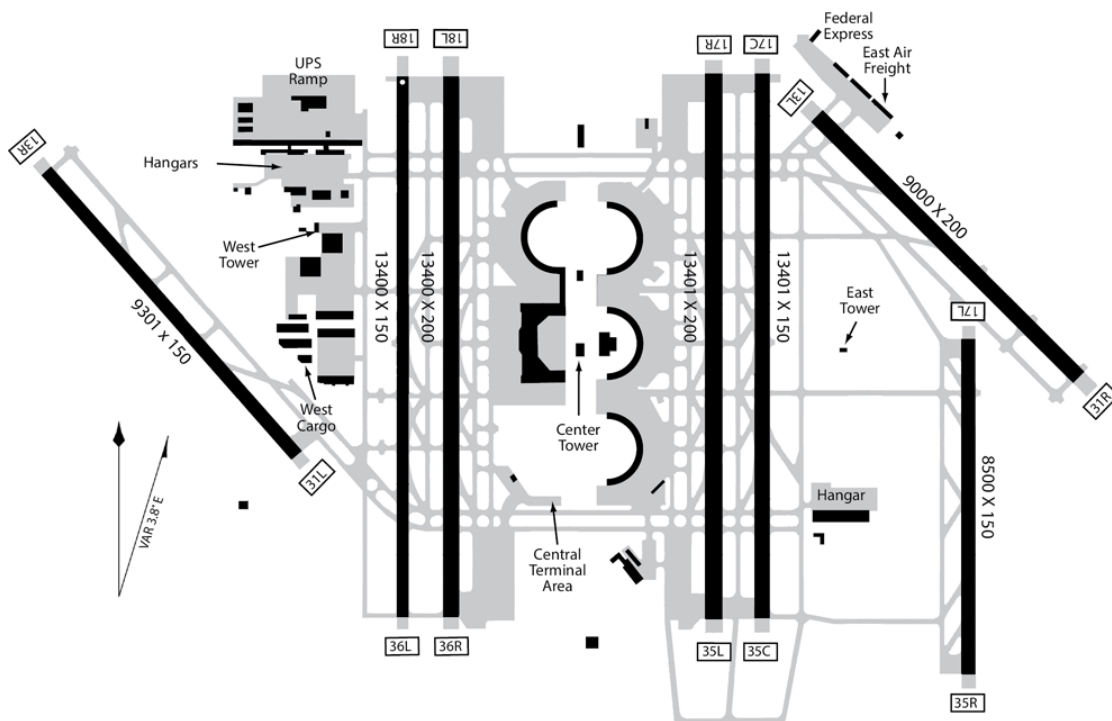 18R
18L
17R
17C
Federal
Express
East Air
Freight
UPS
Ramp
13L
13R
Hangars
9000 X 200
West
Tower
13400 X 150
13400 X 200
13401 X 200
13401 X 150
9301 X 150
East
Tower
17L
31R
West
Cargo
Center
Tower
31L
8500 X 150
VAR 3.8° E
Hangar
Central
Terminal
Area
36L
36R
35L
35C
35R